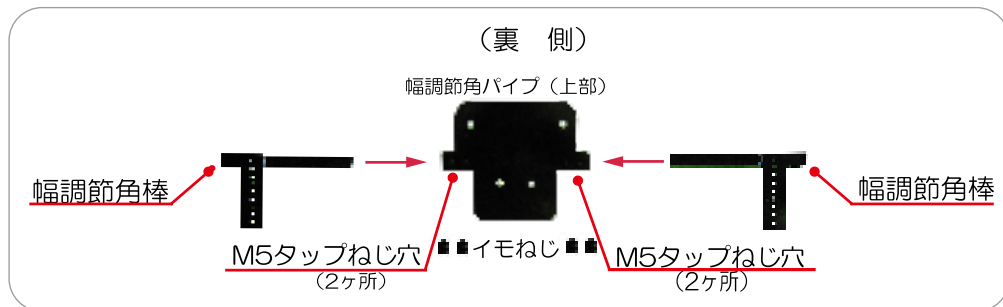 （裏　側）
幅調節角パイプ（上部）
幅調節角棒
幅調節角棒
M5タップねじ穴
（2ヶ所）
イモねじ
M5タップねじ穴
（2ヶ所）